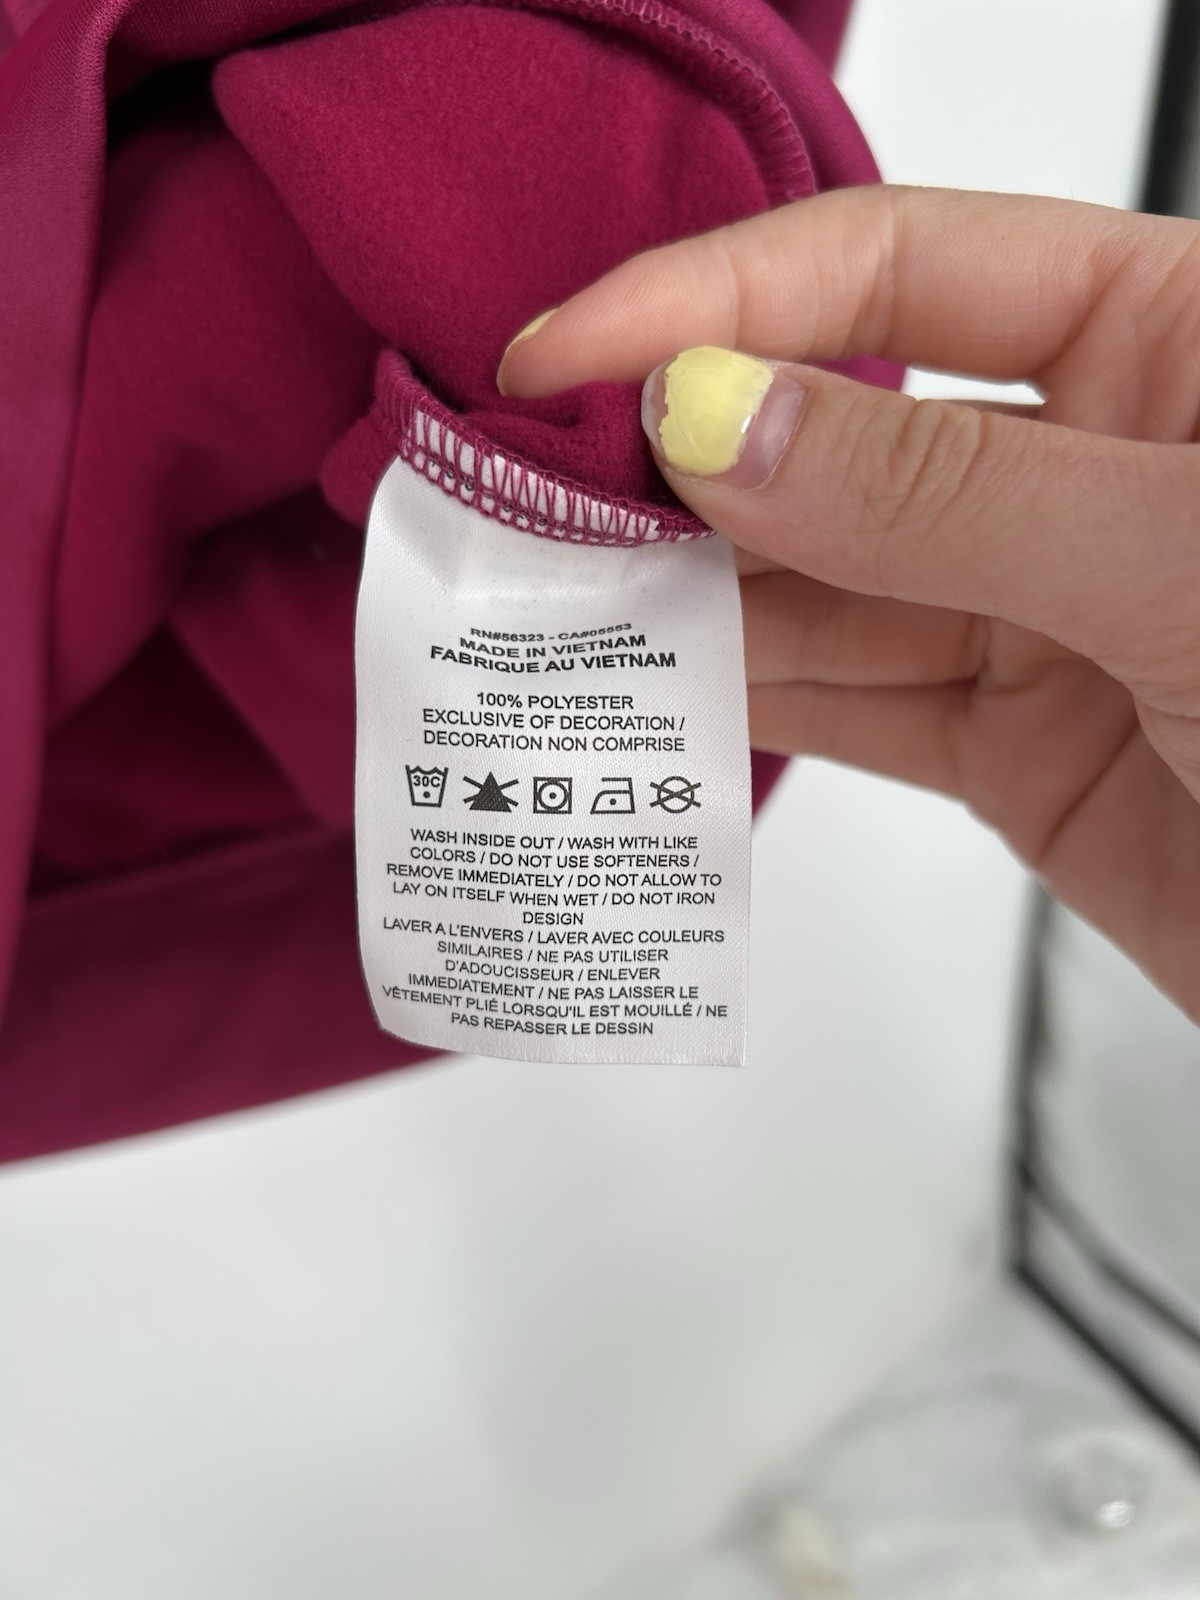 RN#56323 - CA#05553
MADE IN VIETNAM
FABRIQUE AU VIETNAM
100% POLYESTER
EXCLUSIVE OF DECORATION /
DECORATION NON COMPRISE
30C
WASH INSIDE OUT / WASH WITH LIKE
COLORS / DO NOT USE SOFTENERS /
REMOVE IMMEDIATELY / DO NOT ALLOW TO
LAY ON ITSELF WHEN WET / DO NOT IRON
DESIGN
LAVER A L'ENVERS / LAVER AVEC COULEURS
SIMILAIRES / NE PAS UTILISER
D'ADOUCISSEUR / ENLEVER
IMMEDIATEMENT / NE PAS LAISSER LE
VÊTEMENT PLIÉ LORSQU'IL EST MOUILLÉ / NE
PAS REPASSER LE DESSIN